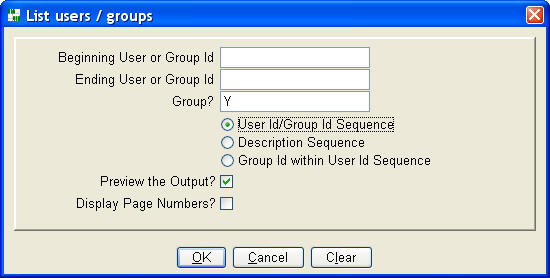 List users / groups
Beginning User or Group Id
Ending User or Group Id
Group? Y
User Id/Group Id Sequence
Description Sequence
Group Id within User Id Sequence
Preview the Output?
Display Page Numbers?
OK Cancel Clear